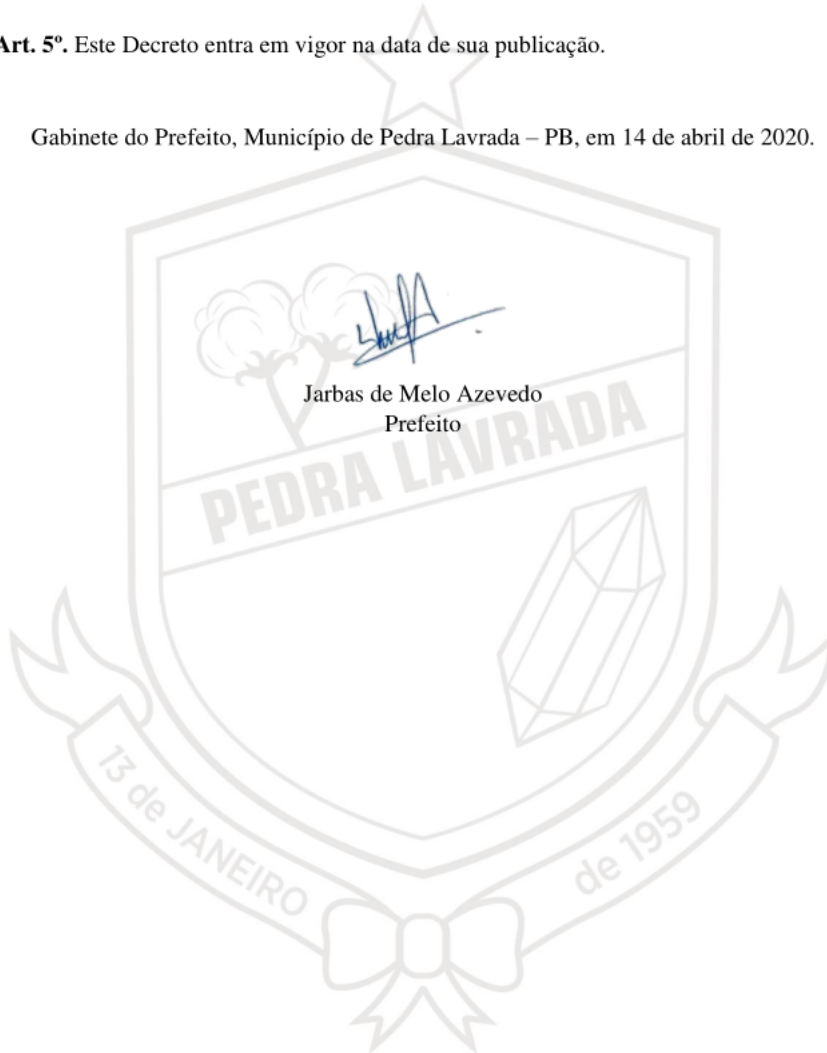 Art. 5º. Este Decreto entra em vigor na data de sua publicação.
Gabinete do Prefeito, Município de Pedra Lavrada – PB, em 14 de abril de 2020.
Jarbas de Melo Azevedo
Prefeito
PEDRA LAVRADA
13 de JANEIRO de 1959